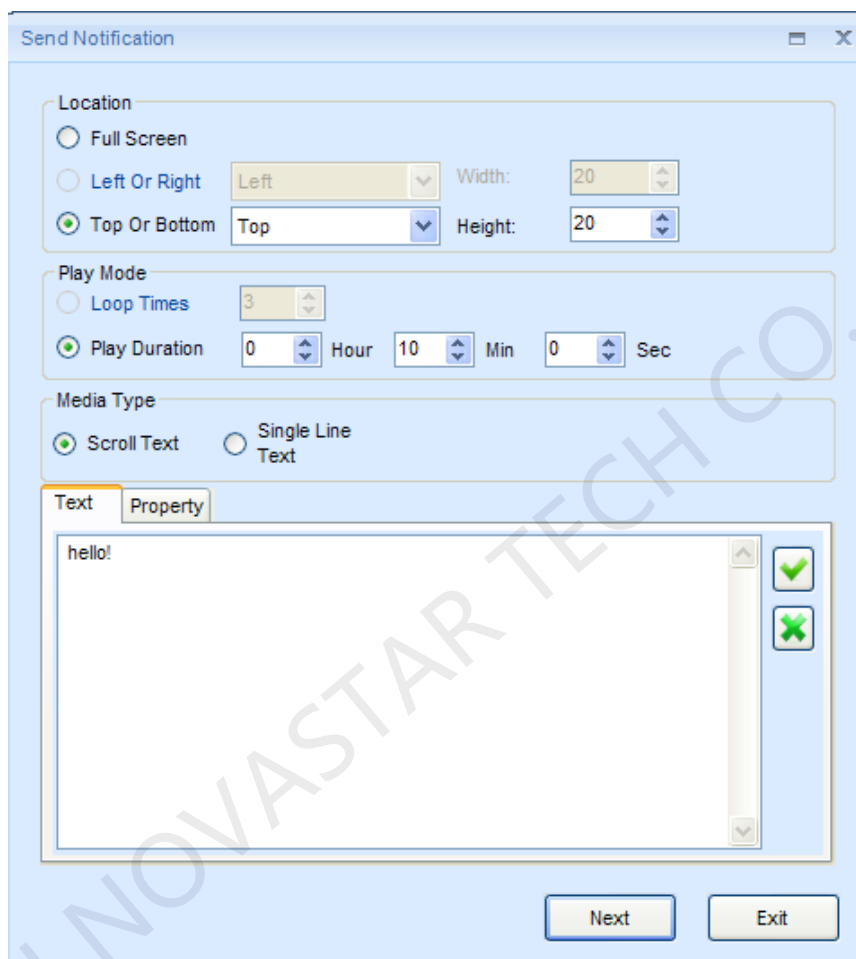 Send Notification
Location
Full Screen
Left Or Right Left Width: 20
Top Or Bottom Top Height: 20
Play Mode
Loop Times 3
Play Duration 0 Hour 10 Min 0 Sec
Media Type
Scroll Text Single Line
Text
Text Property
hello!
Next Exit
NOVASTAR TECH CO.